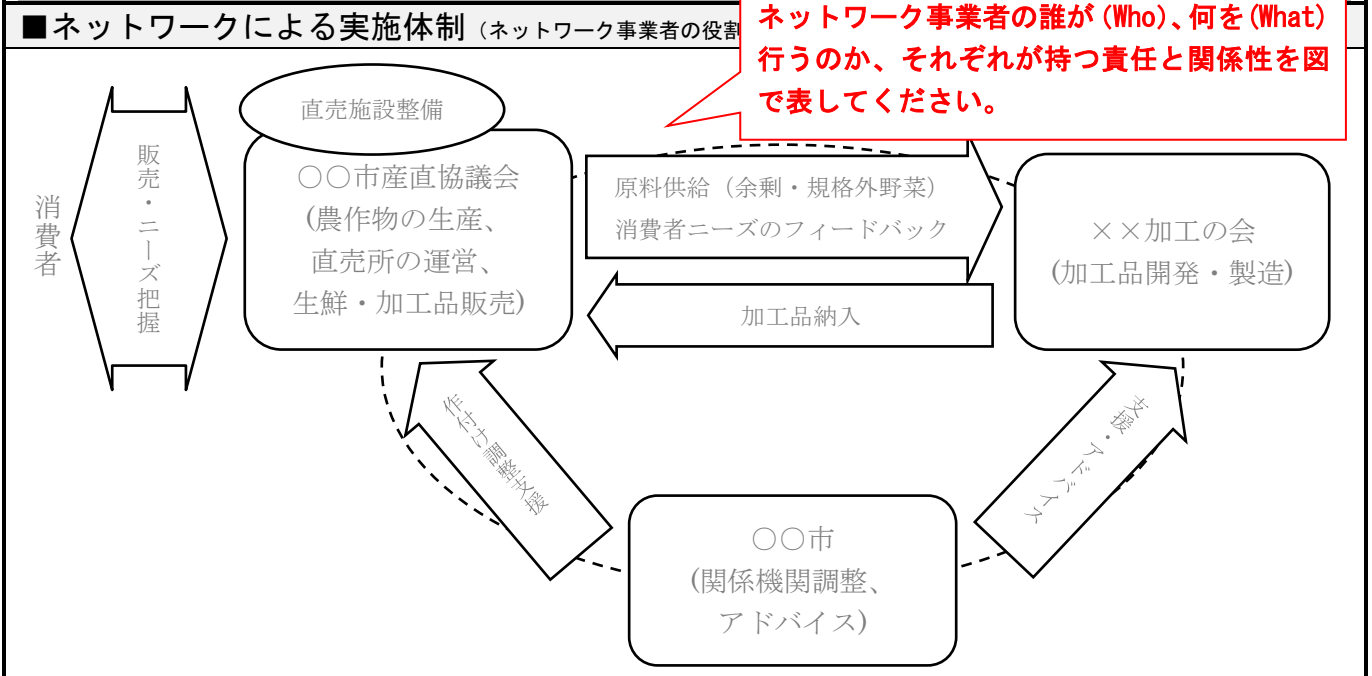 ■ネットワークによる実施体制（ネットワーク事業者の役割
ネットワーク事業者の誰が(Who)、何を(What)
行うのか、それぞれが持つ責任と関係性を図
で表してください。
消費者
販売・ニーズ把握
直売施設整備
○○市産直協議会
(農作物の生産、
直売所の運営、
生鮮・加工品販売)
原料供給（余剰・規格外野菜）
消費者ニーズのフィードバック
加工品納入
××加工の会
(加工品開発・製造)
作付け調整支援
支援・アドバイス
○○市
(関係機関調整、
アドバイス)